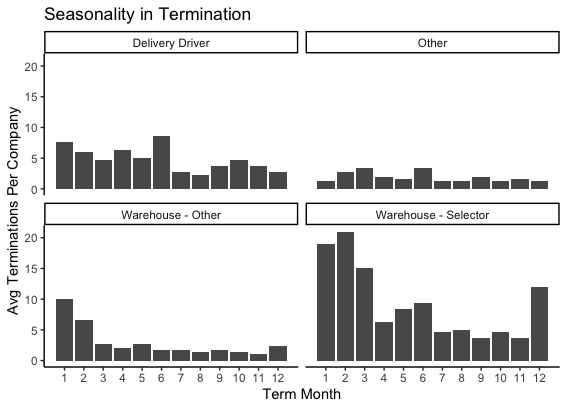 Seasonality in Termination
Delivery Driver Other
20
15
10
5
0
Avg Terminations Per Company
Warehouse - Other Warehouse - Selector
20
15
10
5
0
1 2 3 4 5 6 7 8 9 10 11 12 1 2 3 4 5 6 7 8 9 10 11 12
Term Month